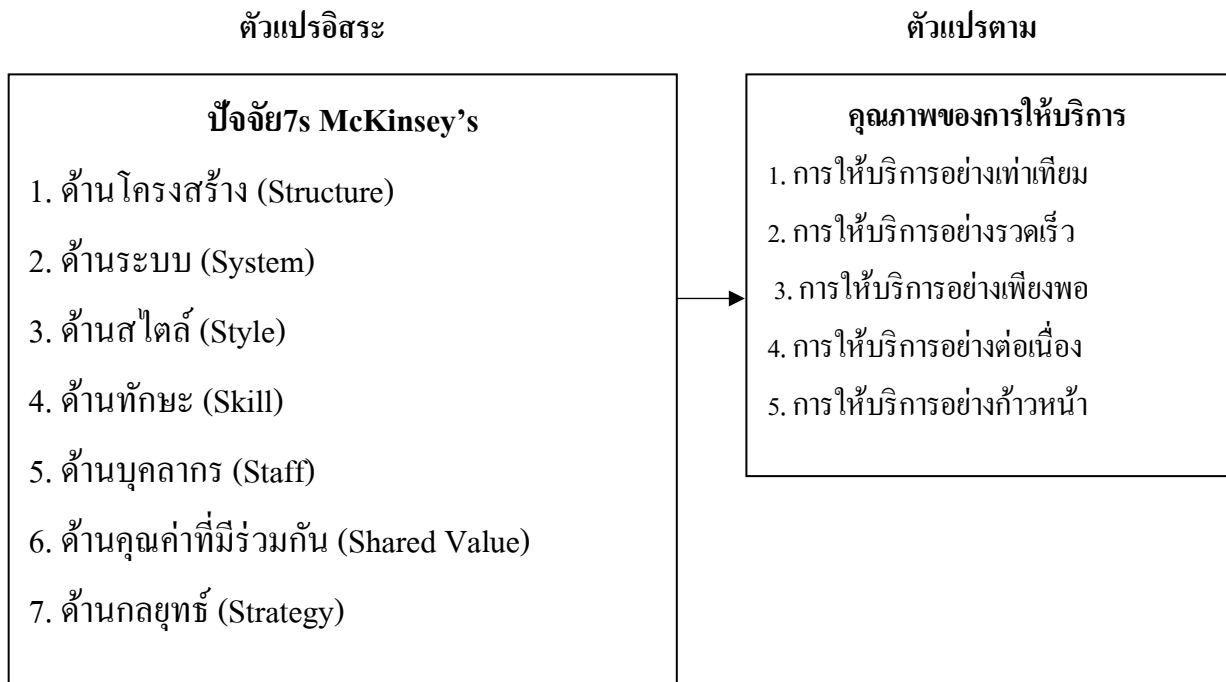 ตัวแปรอิสระ
ปัจจัย7s McKinsey’s
1. ด้านโครงสร้าง (Structure)
2. ด้านระบบ (System)
3. ด้านสไตล์ (Style)
4. ด้านทักษะ (Skill)
5. ด้านบุคลากร (Staff)
6. ด้านคุณค่าที่มีร่วมกัน (Shared Value)
7. ด้านกลยุทธ์ (Strategy)
ตัวแปรตาม
คุณภาพของการให้บริการ
1. การให้บริการอย่างเท่าเทียม
2. การให้บริการอย่างรวดเร็ว
3. การให้บริการอย่างเพียงพอ
4. การให้บริการอย่างต่อเนื่อง
5. การให้บริการอย่างก้าวหน้า